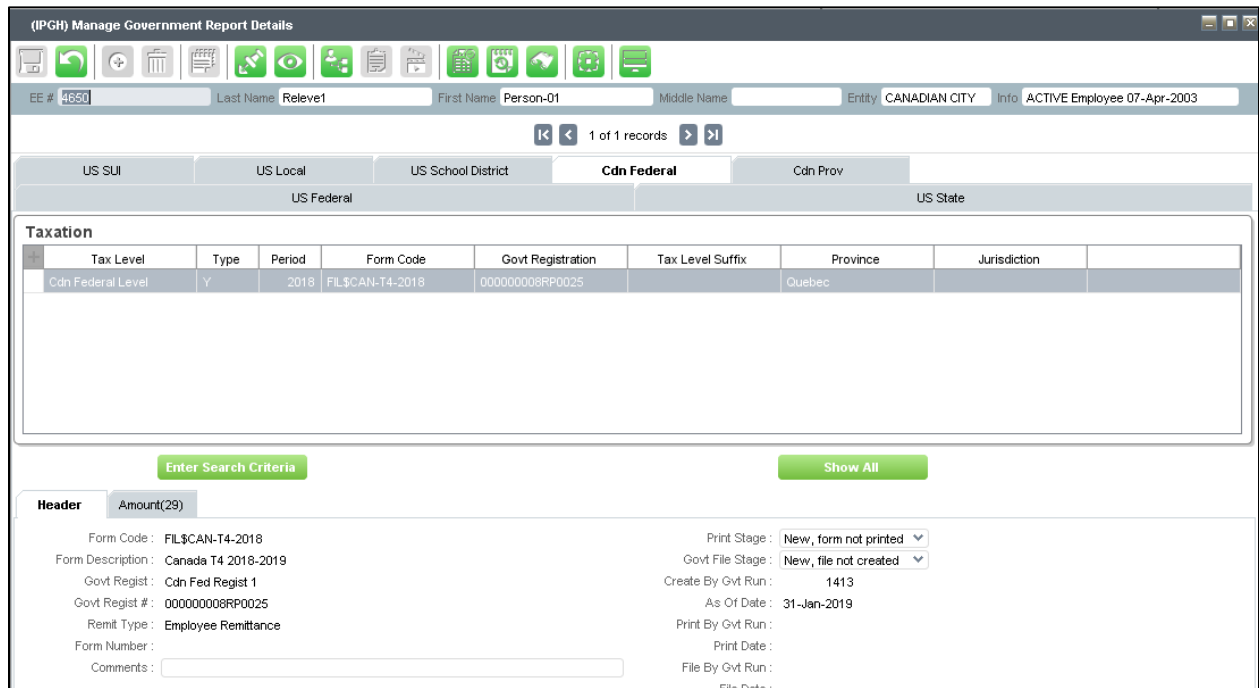 (IPGH) Manage Government Report Details
EE # 4650 Last Name Releve1 First Name Person-01 Middle Name Entity CANADIAN CITY Info ACTIVE Employee 07-Apr-2003
1 of 1 records
US SUI US Local US School District Cdn Federal Cdn Prov
US Federal US State
Taxation
Tax Level Type Period Form Code Govt Registration Tax Level Suffix Province Jurisdiction
Cdn Federal Level Y 2018 FIL$CAN-T4-2018 000000008RP0025 Quebec
Enter Search Criteria Show All
Header Amount(29)
Form Code : FIL$CAN-T4-2018 Print Stage : New, form not printed
Form Description : Canada T4 2018-2019 Govt File Stage : New, file not created
Govt Regist : Cdn Fed Regist 1 Create By Gvt Run : 1413
Govt Regist # : 000000008RP0025 As Of Date : 31-Jan-2019
Remit Type : Employee Remittance Print By Gvt Run :
Form Number : Print Date :
Comments : File By Gvt Run :
File Date :